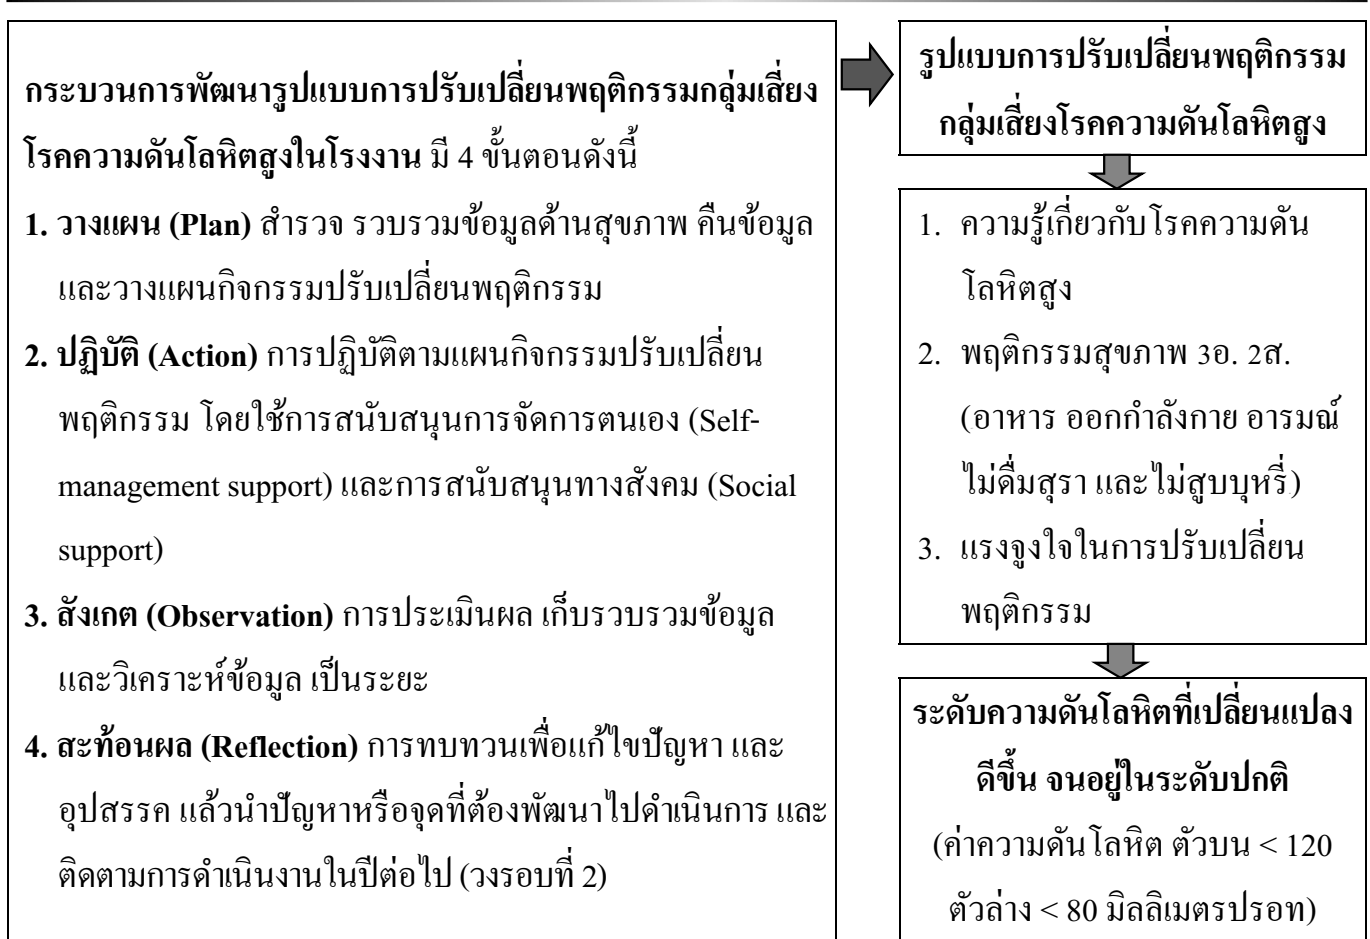 กระบวนการพัฒนารูปแบบการปรับเปลี่ยนพฤติกรรมกลุ่มเสี่ยง
โรคความดันโลหิตสูงในโรงงาน มี 4 ขั้นตอนดังนี้
1. วางแผน (Plan) สำรวจ รวบรวมข้อมูลด้านสุขภาพ คืนข้อมูล
และวางแผนกิจกรรมปรับเปลี่ยนพฤติกรรม
2. ปฏิบัติ (Action) การปฏิบัติตามแผนกิจกรรมปรับเปลี่ยน
พฤติกรรม โดยใช้การสนับสนุนการจัดการตนเอง (Self-
management support) และการสนับสนุนทางสังคม (Social
support)
3. สังเกต (Observation) การประเมินผล เก็บรวบรวมข้อมูล
และวิเคราะห์ข้อมูล เป็นระยะ
4. สะท้อนผล (Reflection) การทบทวนเพื่อแก้ไขปัญหา และ
อุปสรรค แล้วนำปัญหาหรือจุดที่ต้องพัฒนาไปดำเนินการ และ
ติดตามการดำเนินงานในปีต่อไป (วงรอบที่ 2)
รูปแบบการปรับเปลี่ยนพฤติกรรม
กลุ่มเสี่ยงโรคความดันโลหิตสูง
1. ความรู้เกี่ยวกับโรคความดัน
โลหิตสูง
2. พฤติกรรมสุขภาพ 3อ. 2ส.
(อาหาร ออกกำลังกาย อารมณ์
ไม่ดื่มสุรา และไม่สูบบุหรี่)
3. แรงจูงใจในการปรับเปลี่ยน
พฤติกรรม
ระดับความดันโลหิตที่เปลี่ยนแปลง
ดีขึ้น จนอยู่ในระดับปกติ
(ค่าความดันโลหิต ตัวบน < 120
ตัวล่าง < 80 มิลลิเมตรปรอท)